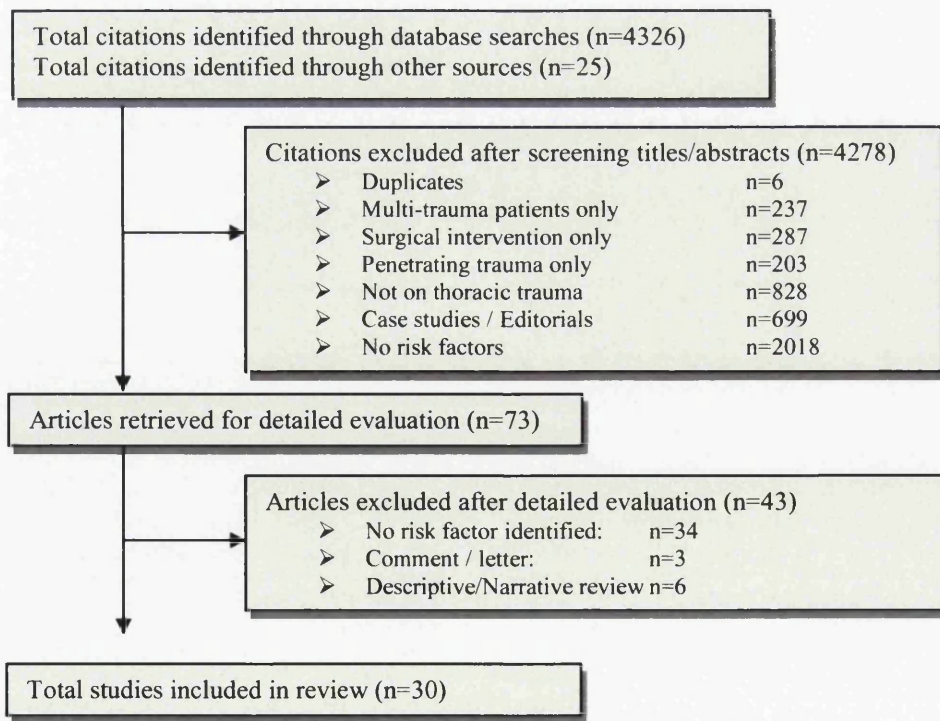 Total citations identified through database searches (n=4326)
Total citations identified through other sources (n=25)
Citations excluded after screening titles/abstracts (n=4278)
➤ Duplicates n=6
➤ Multi-trauma patients only n=237
➤ Surgical intervention only n=287
➤ Penetrating trauma only n=203
➤ Not on thoracic trauma n=828
➤ Case studies / Editorials n=699
➤ No risk factors n=2018
Articles retrieved for detailed evaluation (n=73)
Articles excluded after detailed evaluation (n=43)
➤ No risk factor identified: n=34
➤ Comment / letter: n=3
➤ Descriptive/Narrative review n=6
Total studies included in review (n=30)